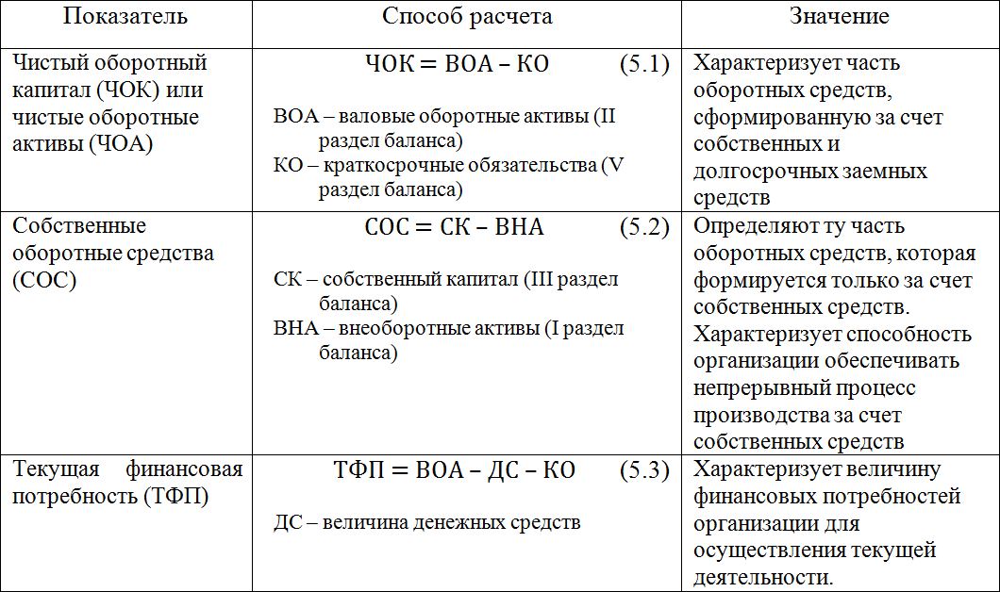 Показатель
Способ расчета
Значение
Чистый оборотный
капитал (ЧОК) или
чистые оборотные
активы (ЧОА)
ЧОК = ВОА – КО (5.1)
ВОА – валовые оборотные активы (II
раздел баланса)
КО – краткосрочные обязательства (V
раздел баланса)
Характеризует часть
оборотных средств,
сформированную за счет
собственных и
долгосрочных заемных
средств
Собственные
оборотные средства
(СОС)
СОС = СК – ВНА (5.2)
СК – собственный капитал (III раздел
баланса)
ВНА – внеоборотные активы (I раздел
баланса)
Определяют ту часть
оборотных средств, которая
формируется только за счет
собственных средств.
Характеризует способность
организации обеспечивать
непрерывный процесс
производства за счет
собственных средств
Текущая финансовая
потребность (ТФП)
ТФП = ВОА – ДС – КО (5.3)
ДС – величина денежных средств
Характеризует величину
финансовых потребностей
организации для
осуществления текущей
деятельности.